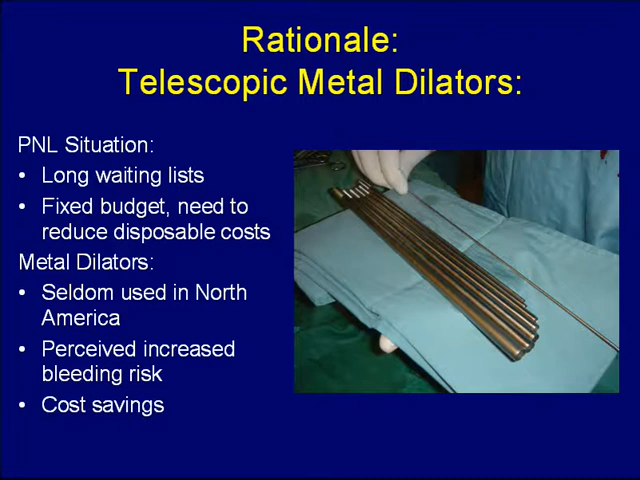 Rationale:
Telescopic Metal Dilators:
PNL Situation:
• Long waiting lists
• Fixed budget, need to
reduce disposable costs
Metal Dilators:
• Seldom used in North
America
• Perceived increased
bleeding risk
• Cost savings